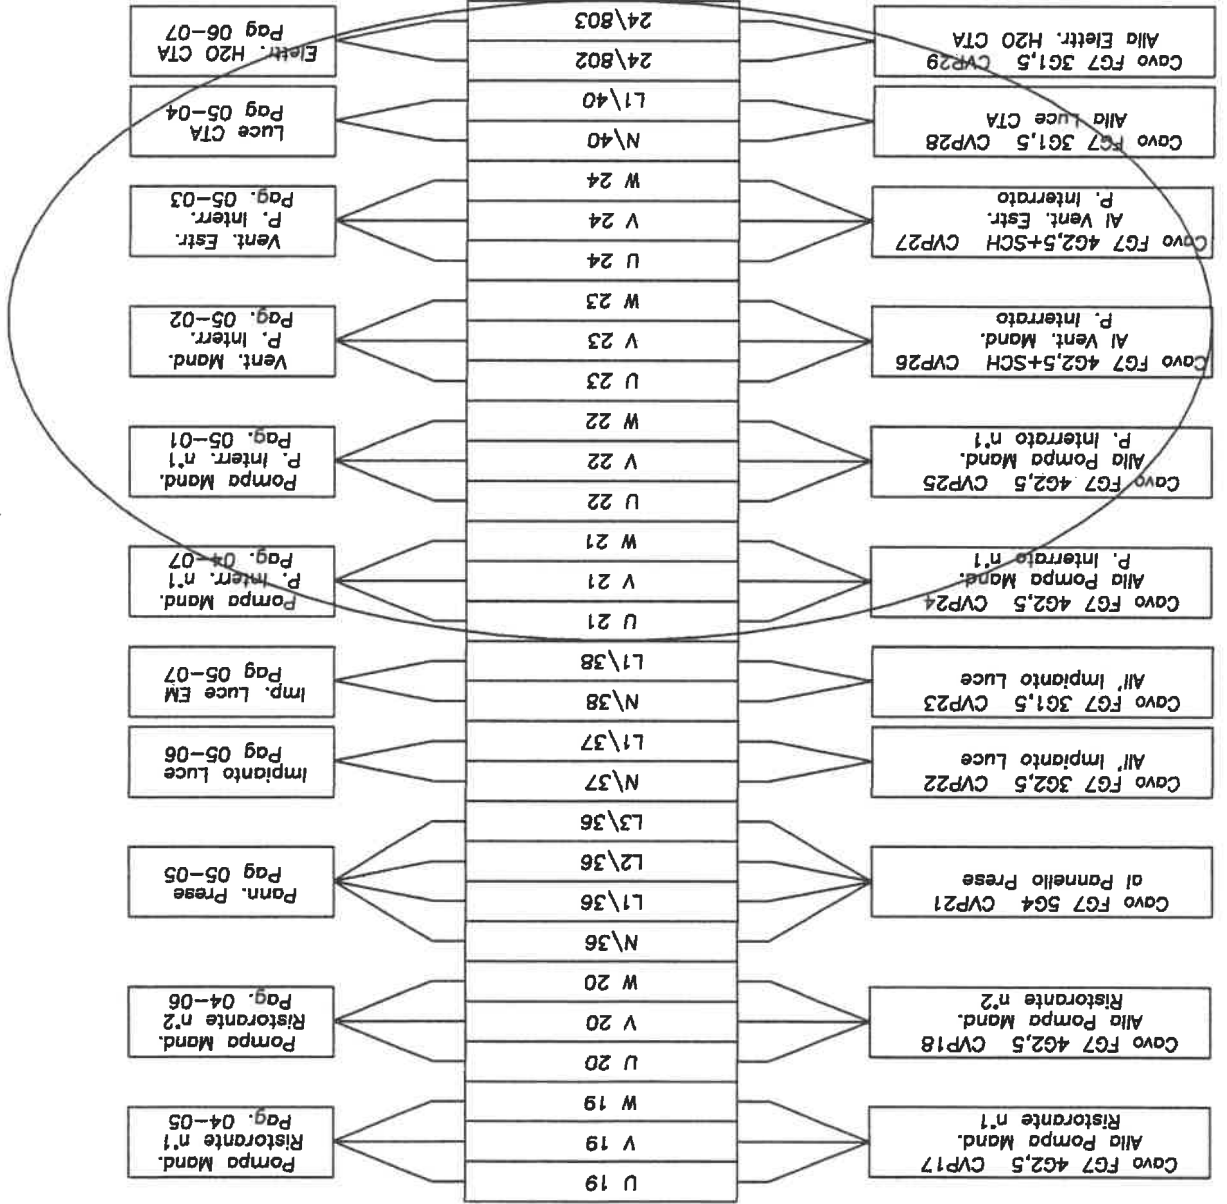 Cavo FG7 4G2,5 CVP17
Alla Pompa Mand.
Ristorante n°1
U 19
V 19
W 19
Pompa Mand.
Ristorante n°1
Pag. 04-05
Cavo FG7 4G2,5 CVP18
Alla Pompa Mand.
Ristorante n°2
U 20
V 20
W 20
Pompa Mand.
Ristorante n°2
Pag. 04-06
Cavo FG7 5G4 CVP21
al Pannello Prese
N\36
L1\36
L2\36
L3\36
Pann. Prese
Pag 05-05
Cavo FG7 3G2,5 CVP22
All' Impianto Luce
N\37
L1\37
Impianto Luce
Pag 05-06
Cavo FG7 3G1,5 CVP23
All' Impianto Luce
N\38
L1\38
Imp. Luce EM
Pag 05-07
Cavo FG7 4G2,5 CVP24
Alla Pompa Mand.
P. Interrato n°1
U 21
V 21
W 21
Pompa Mand.
P. Interr. n°1
Pag. 04-07
Cavo FG7 4G2,5 CVP25
Alla Pompa Mand.
P. Interrato n°1
U 22
V 22
W 22
Pompa Mand.
P. Interr. n°1
Pag. 05-01
Cavo FG7 4G2,5+SCH CVP26
Al Vent. Mand.
P. Interrato
U 23
V 23
W 23
Vent. Mand.
P. Interr.
Pag. 05-02
Cavo FG7 4G2,5+SCH CVP27
Al Vent. Estr.
P. Interrato
U 24
V 24
W 24
Vent. Estr.
P. Interr.
Pag. 05-03
Cavo FG7 3G1,5 CVP28
Alla Luce CTA
N\40
L1\40
Luce CTA
Pag 05-04
Cavo FG7 3G1,5 CVP29
Alla Elettr. H2O CTA
24\802
24\803
Elettr. H2O CTA
Pag 06-07